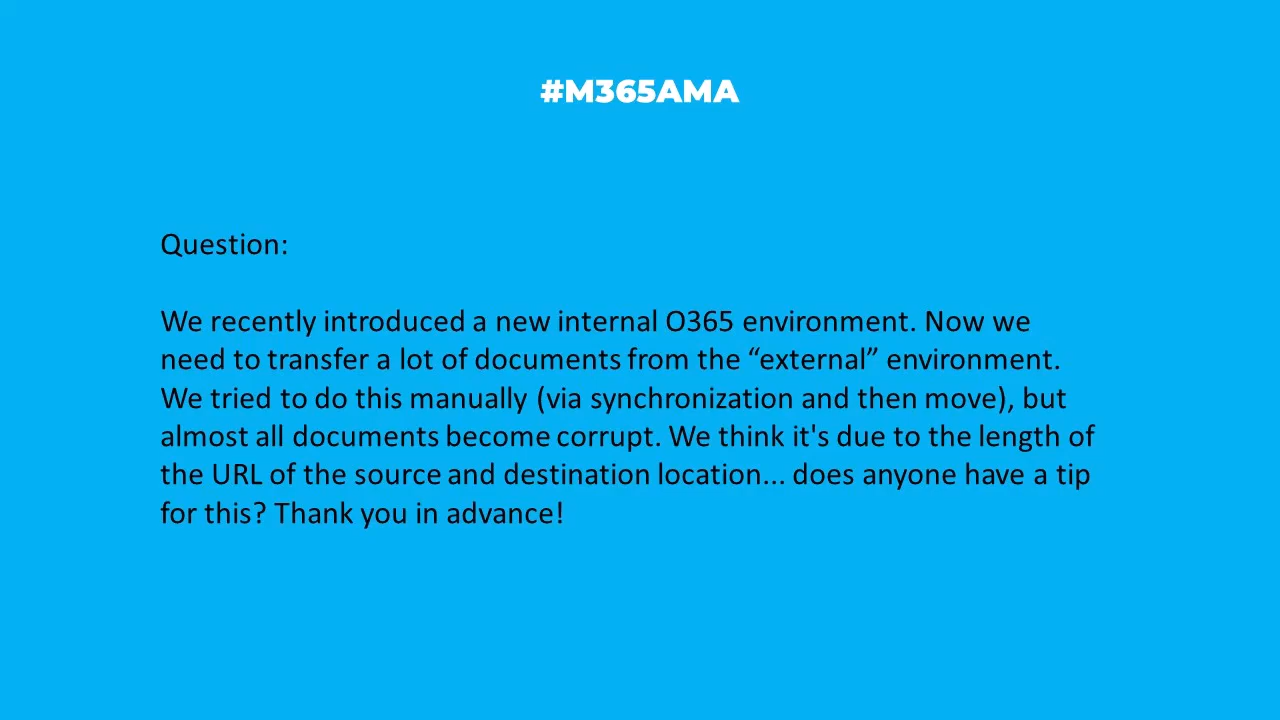 #M365AMA
Question:
We recently introduced a new internal O365 environment. Now we
need to transfer a lot of documents from the “external” environment.
We tried to do this manually (via synchronization and then move), but
almost all documents become corrupt. We think it's due to the length of
the URL of the source and destination location... does anyone have a tip
for this? Thank you in advance!